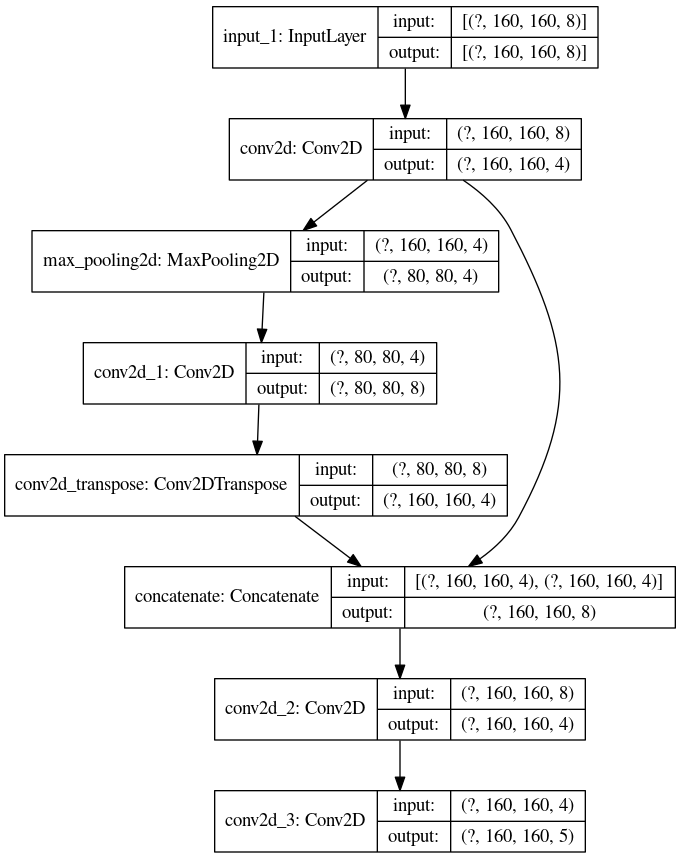 input_1: InputLayer
input: [(?, 160, 160, 8)]
output: [(?, 160, 160, 8)]
conv2d: Conv2D
input: (?, 160, 160, 8)
output: (?, 160, 160, 4)
max_pooling2d: MaxPooling2D
input: (?, 160, 160, 4)
output: (?, 80, 80, 4)
conv2d_1: Conv2D
input: (?, 80, 80, 4)
output: (?, 80, 80, 8)
conv2d_transpose: Conv2DTranspose
input: (?, 80, 80, 8)
output: (?, 160, 160, 4)
concatenate: Concatenate
input: [(?, 160, 160, 4), (?, 160, 160, 4)]
output: (?, 160, 160, 8)
conv2d_2: Conv2D
input: (?, 160, 160, 8)
output: (?, 160, 160, 4)
conv2d_3: Conv2D
input: (?, 160, 160, 4)
output: (?, 160, 160, 5)